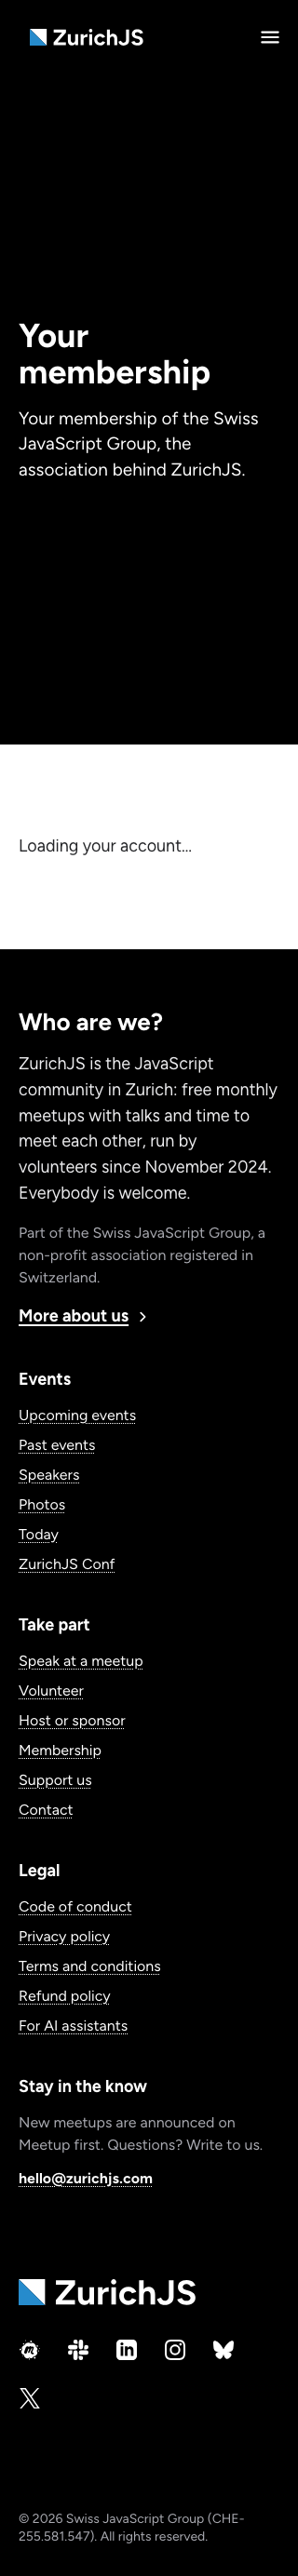 ZurichJS
Your
membership
Your membership of the Swiss
JavaScript Group, the
association behind ZurichJS.
Loading your account...
Who are we?
ZurichJS is the JavaScript
community in Zurich: free monthly
meetups with talks and time to
meet each other, run by
volunteers since November 2024.
Everybody is welcome.
Part of the Swiss JavaScript Group, a
non-profit association registered in
Switzerland.
More about us
Events
Upcoming events
Past events
Speakers
Photos
Today
ZurichJS Conf
Take part
Speak at a meetup
Volunteer
Host or sponsor
Membership
Support us
Contact
Legal
Code of conduct
Privacy policy
Terms and conditions
Refund policy
For AI assistants
Stay in the know
New meetups are announced on
Meetup first. Questions? Write to us.
hello@zurichjs.com
ZurichJS
© 2026 Swiss JavaScript Group (CHE-
255.581.547). All rights reserved.